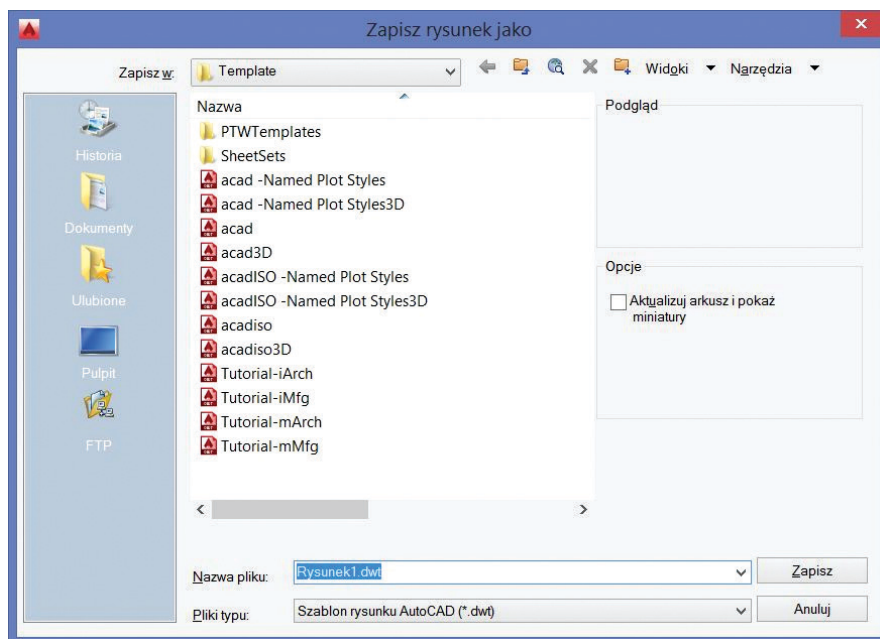 Zapisz rysunek jako
Zapisz w:
Template
Widoki
Narzędzia
Historia
Dokumenty
Ulubione
Pulpit
FTP
Nazwa
PTWTemplates
SheetSets
acad -Named Plot Styles
acad -Named Plot Styles3D
acad
acad3D
acadISO -Named Plot Styles
acadISO -Named Plot Styles3D
acadiso
acadiso3D
Tutorial-iArch
Tutorial-iMfg
Tutorial-mArch
Tutorial-mMfg
Podgląd
Opcje
Aktualizuj arkusz i pokaż
miniatury
Nazwa pliku:
Rysunek1.dwt
Zapisz
Pliki typu:
Szablon rysunku AutoCAD (*.dwt)
Anuluj